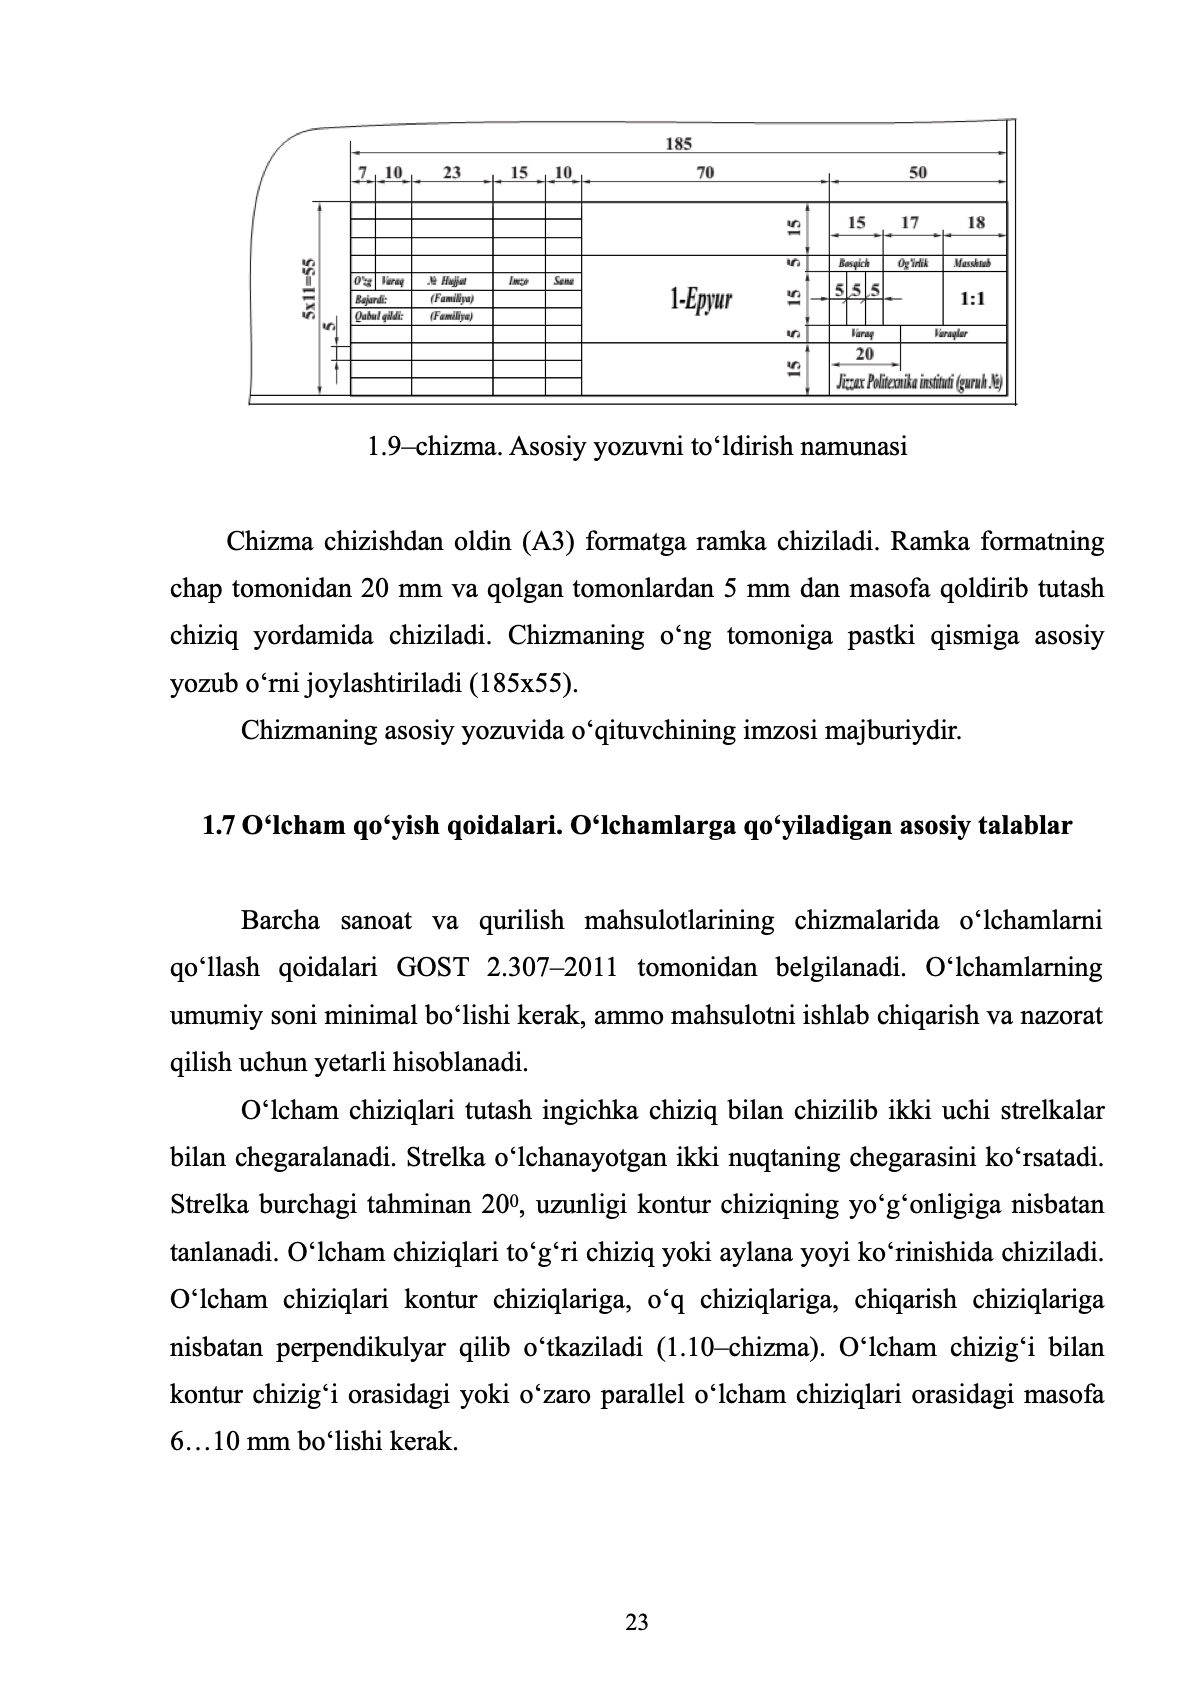 185
7 10 23 15 10 70 50
15 15 17 18
5 Bosqich Og'irlik Masshtab
5x11=55
O'zg Varaq № Hujjat Imzo Sana
15 5 5 5 1:1
Bajardi: (Familiya)
1-Epyur
Qabul qildi: (Familiya)
5 5 Varaq Varaqlar
15 20
Jizzax Politexnika instituti (guruh №)
1.9–chizma. Asosiy yozuvni to‘ldirish namunasi
Chizma chizishdan oldin (A3) formatga ramka chiziladi. Ramka formatning
chap tomonidan 20 mm va qolgan tomonlardan 5 mm dan masofa qoldirib tutash
chiziq yordamida chiziladi. Chizmaning o‘ng tomoniga pastki qismiga asosiy
yozub o‘rni joylashtiriladi (185x55).
Chizmaning asosiy yozuvida o‘qituvchining imzosi majburiydir.
1.7 O‘lcham qo‘yish qoidalari. O‘lchamlarga qo‘yiladigan asosiy talablar
Barcha sanoat va qurilish mahsulotlarining chizmalarida o‘lchamlarni
qo‘llash qoidalari GOST 2.307–2011 tomonidan belgilanadi. O‘lchamlarning
umumiy soni minimal bo‘lishi kerak, ammo mahsulotni ishlab chiqarish va nazorat
qilish uchun yetarli hisoblanadi.
O‘lcham chiziqlari tutash ingichka chiziq bilan chizilib ikki uchi strelkalar
bilan chegaralanadi. Strelka o‘lchanayotgan ikki nuqtaning chegarasini ko‘rsatadi.
Strelka burchagi tahminan 20⁰, uzunligi kontur chiziqning yo‘g‘onligiga nisbatan
tanlanadi. O‘lcham chiziqlari to‘g‘ri chiziq yoki aylana yoyi ko‘rinishida chiziladi.
O‘lcham chiziqlari kontur chiziqlariga, o‘q chiziqlariga, chiqarish chiziqlariga
nisbatan perpendikulyar qilib o‘tkaziladi (1.10–chizma). O‘lcham chizig‘i bilan
kontur chizig‘i orasidagi yoki o‘zaro parallel o‘lcham chiziqlari orasidagi masofa
6…10 mm bo‘lishi kerak.
23